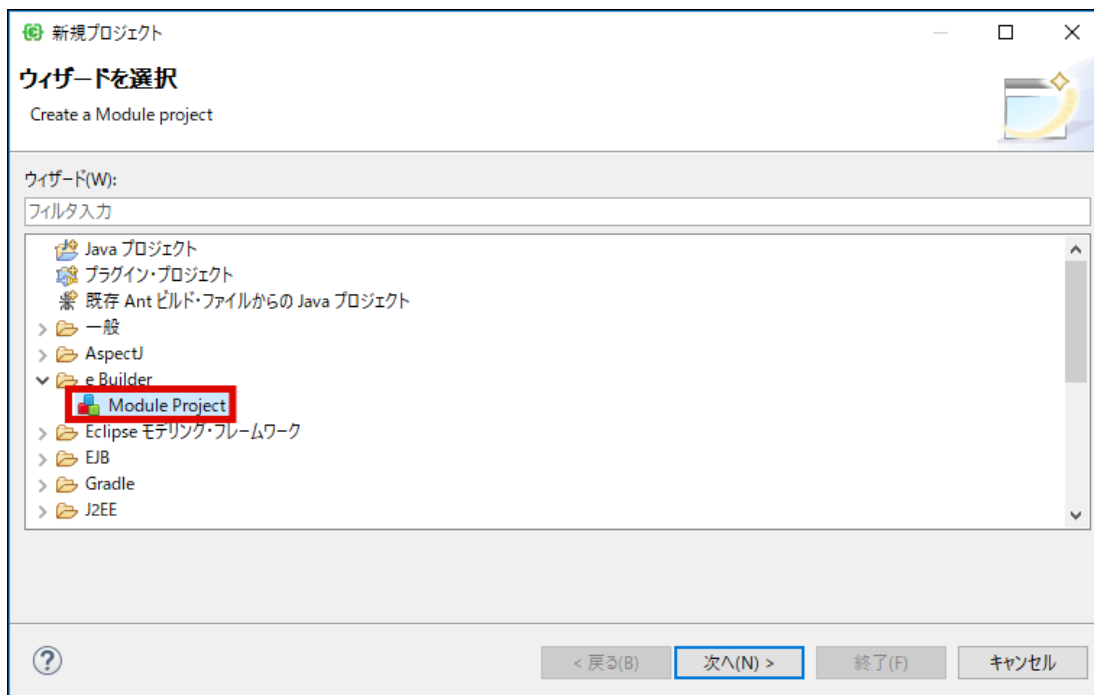 新規プロジェクト
ウィザードを選択
Create a Module project
ウィザード(W):
フィルタ入力
Java プロジェクト
プラグイン・プロジェクト
既存 Ant ビルド・ファイルからの Java プロジェクト
一般
AspectJ
e Builder
Module Project
Eclipse モデリング・フレームワーク
EJB
Gradle
J2EE
< 戻る(B)
次へ(N) >
終了(F)
キャンセル